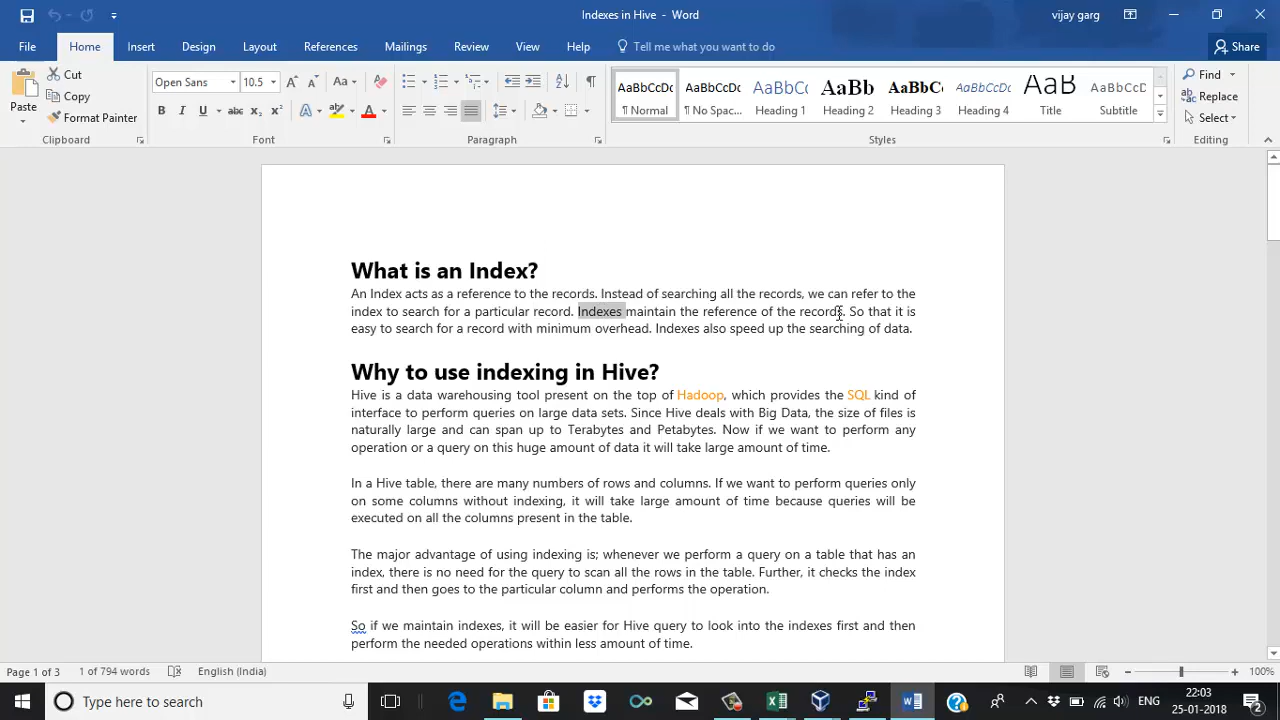 Indexes in Hive - Word
vijay garg
File Home Insert Design Layout References Mailings Review View Help Tell me what you want to do Share
Paste
Cut
Copy
Format Painter
Clipboard
Open Sans 10.5 Aa
B I U abc X₂ X² A A
Font
Paragraph
AaBbCcDc AaBbCcDc AaBbCc AaBb AaBbCc AaBbCcDc AaB AaBbCcD
¶ Normal ¶ No Spac... Heading 1 Heading 2 Heading 3 Heading 4 Title Subtitle
Styles
Find
Replace
Select
Editing
What is an Index?
An Index acts as a reference to the records. Instead of searching all the records, we can refer to the
index to search for a particular record. Indexes maintain the reference of the records. So that it is
easy to search for a record with minimum overhead. Indexes also speed up the searching of data.
Why to use indexing in Hive?
Hive is a data warehousing tool present on the top of Hadoop, which provides the SQL kind of
interface to perform queries on large data sets. Since Hive deals with Big Data, the size of files is
naturally large and can span up to Terabytes and Petabytes. Now if we want to perform any
operation or a query on this huge amount of data it will take large amount of time.
In a Hive table, there are many numbers of rows and columns. If we want to perform queries only
on some columns without indexing, it will take large amount of time because queries will be
executed on all the columns present in the table.
The major advantage of using indexing is; whenever we perform a query on a table that has an
index, there is no need for the query to scan all the rows in the table. Further, it checks the index
first and then goes to the particular column and performs the operation.
So if we maintain indexes, it will be easier for Hive query to look into the indexes first and then
perform the needed operations within less amount of time.
Page 1 of 3 1 of 794 words English (India) 100%
Type here to search
ENG
22:03
25-01-2018
2